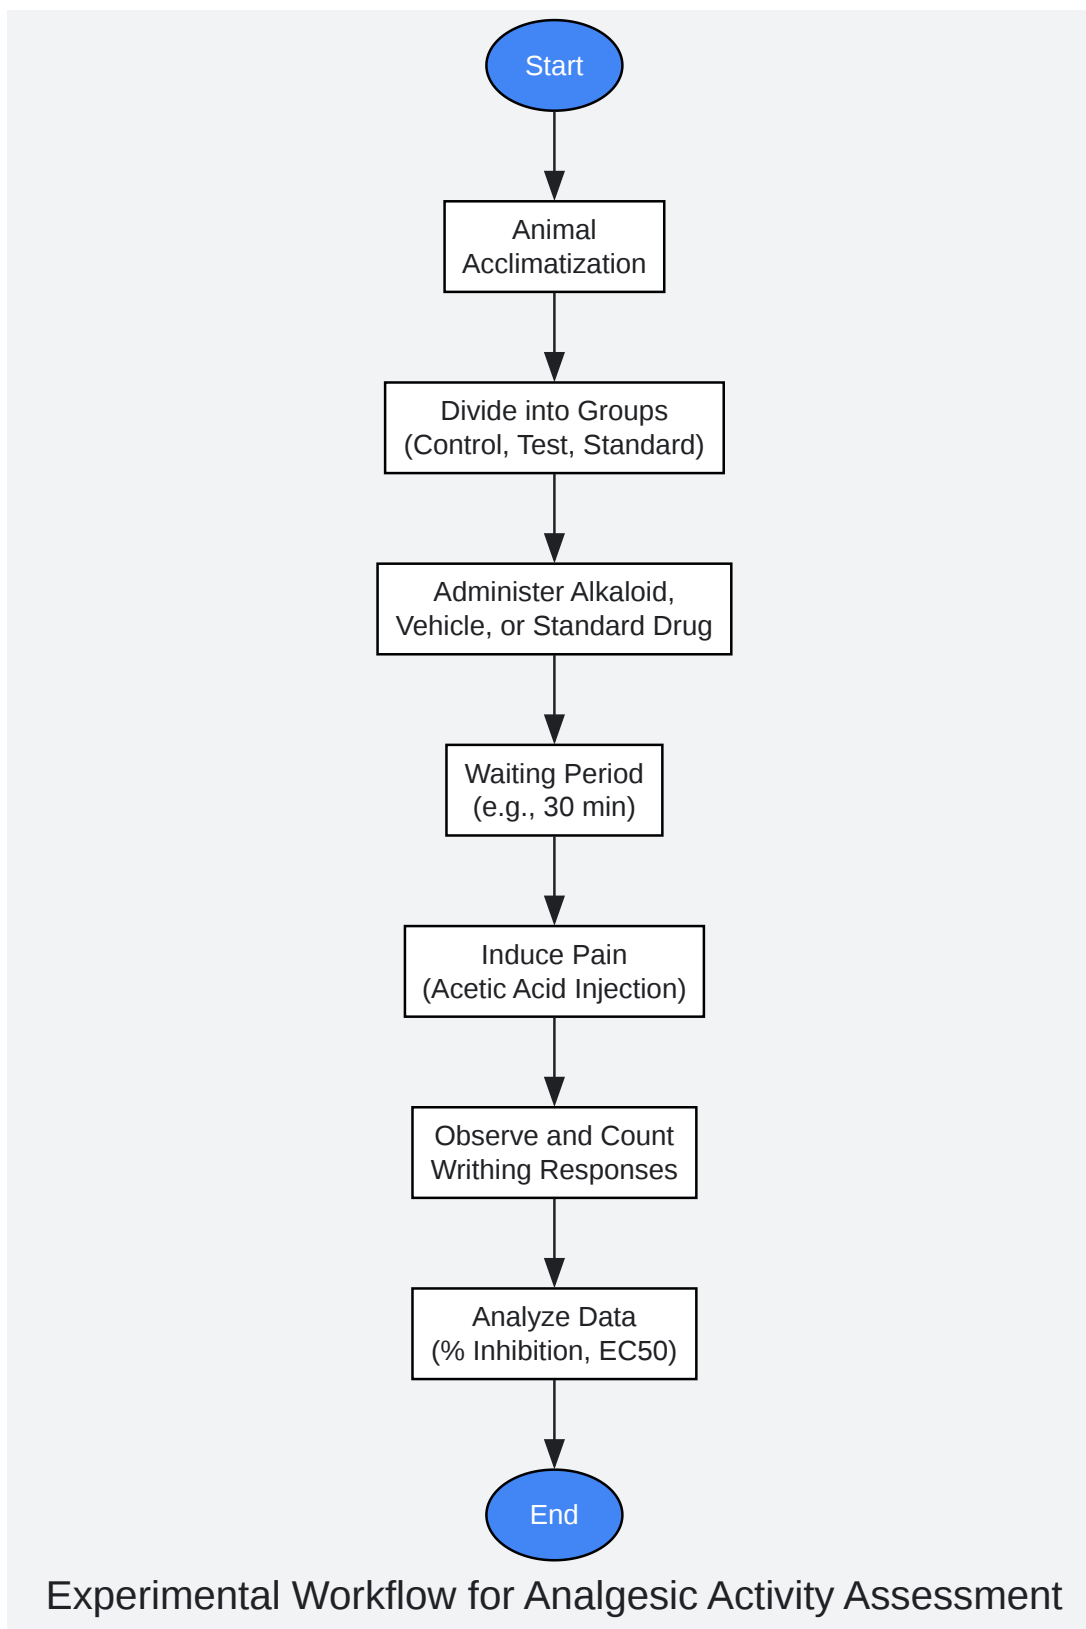 Start
Animal
Acclimatization
Divide into Groups
(Control, Test, Standard)
Administer Alkaloid,
Vehicle, or Standard Drug
Waiting Period
(e.g., 30 min)
Induce Pain
(Acetic Acid Injection)
Observe and Count
Writhing Responses
Analyze Data
(% Inhibition, EC50)
End
Experimental Workflow for Analgesic Activity Assessment